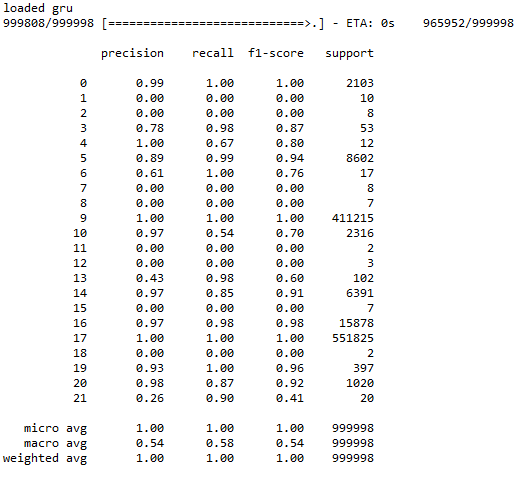 loaded gru
999808/999998 [============================>.] - ETA: 0s    965952/999998
precision    recall  f1-score   support
0       0.99      1.00      1.00      2103
1       0.00      0.00      0.00        10
2       0.00      0.00      0.00         8
3       0.78      0.98      0.87        53
4       1.00      0.67      0.80        12
5       0.89      0.99      0.94      8602
6       0.61      1.00      0.76        17
7       0.00      0.00      0.00         8
8       0.00      0.00      0.00         7
9       1.00      1.00      1.00    411215
10       0.97      0.54      0.70      2316
11       0.00      0.00      0.00         2
12       0.00      0.00      0.00         3
13       0.43      0.98      0.60       102
14       0.97      0.85      0.91      6391
15       0.00      0.00      0.00         7
16       0.97      0.98      0.98     15878
17       1.00      1.00      1.00    551825
18       0.00      0.00      0.00         2
19       0.93      1.00      0.96       397
20       0.98      0.87      0.92      1020
21       0.26      0.90      0.41        20
micro avg       1.00      1.00      1.00    999998
macro avg       0.54      0.58      0.54    999998
weighted avg       1.00      1.00      1.00    999998